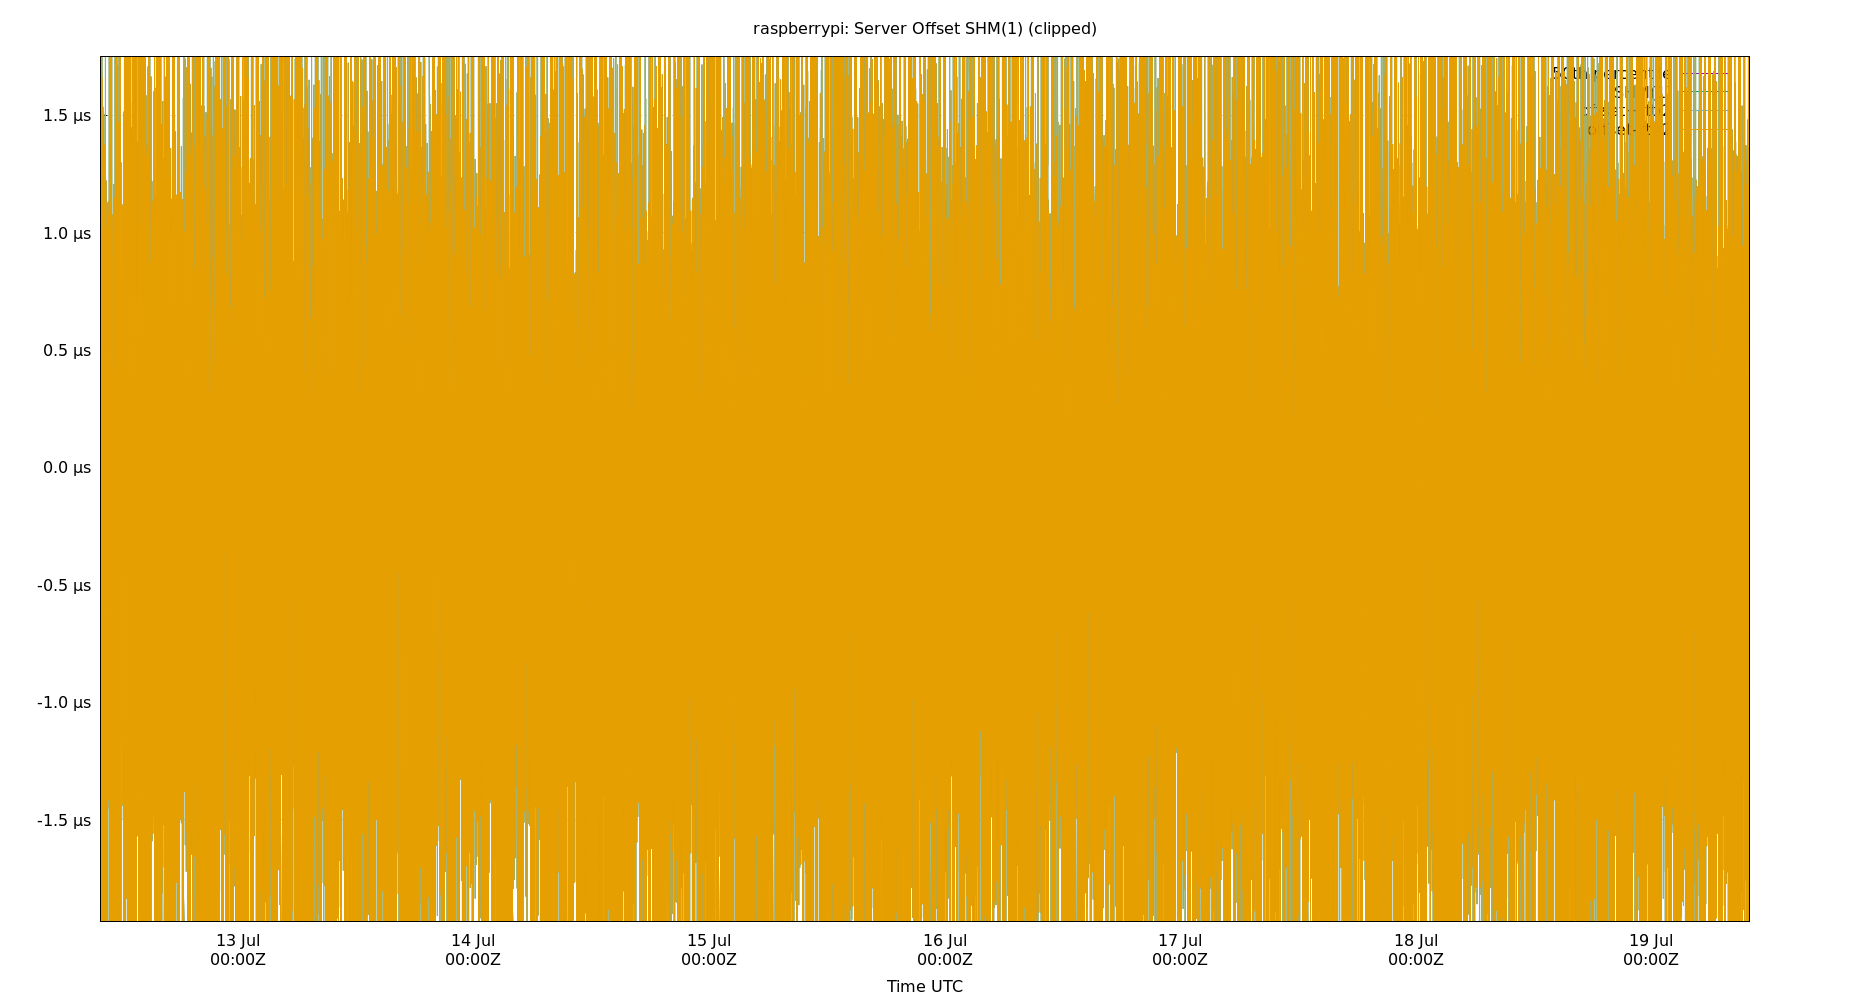 raspberrypi: Server Offset SHM(1) (clipped)
1.5 µs
1.0 µs
0.5 µs
0.0 µs
-0.5 µs
-1.0 µs
-1.5 µs
13 Jul 14 Jul 15 Jul 16 Jul 17 Jul 18 Jul 19 Jul
00:00Z 00:00Z 00:00Z 00:00Z 00:00Z 00:00Z 00:00Z
Time UTC